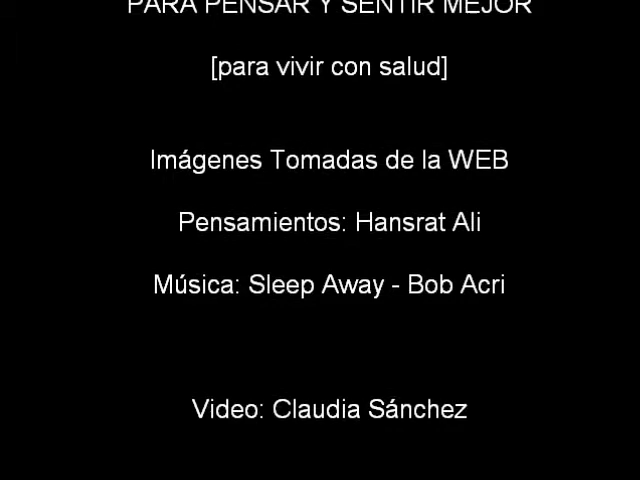 PARA PENSAR Y SENTIR MEJOR
[para vivir con salud]
Imágenes Tomadas de la WEB
Pensamientos: Hansrat Ali
Música: Sleep Away - Bob Acri
Video: Claudia Sánchez